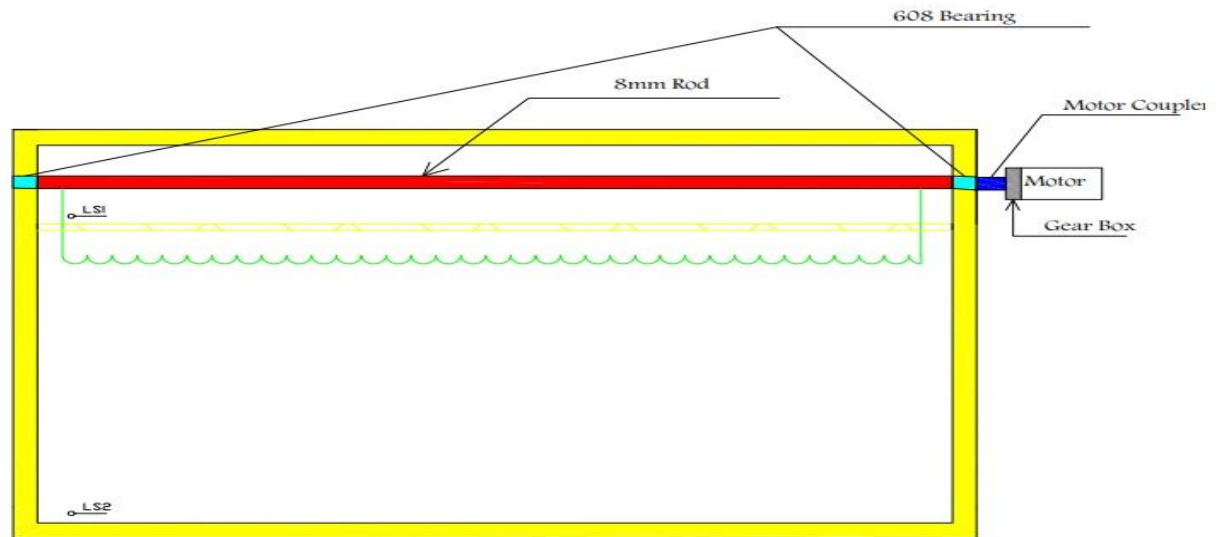 608 Bearing
8mm Rod
Motor Coupler
Motor
Gear Box
LS1
LS2